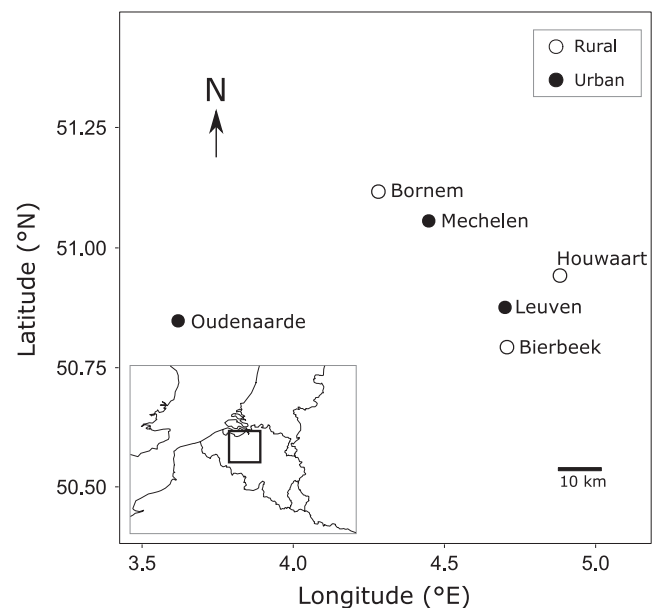 Rural
Urban
N
51.25
Bornem
51.00
Mechelen
Houwaart
Leuven
Oudenaarde
Bierbeek
50.75
50.50
10 km
3.5 4.0 4.5 5.0
Longitude (°E)
Latitude (°N)